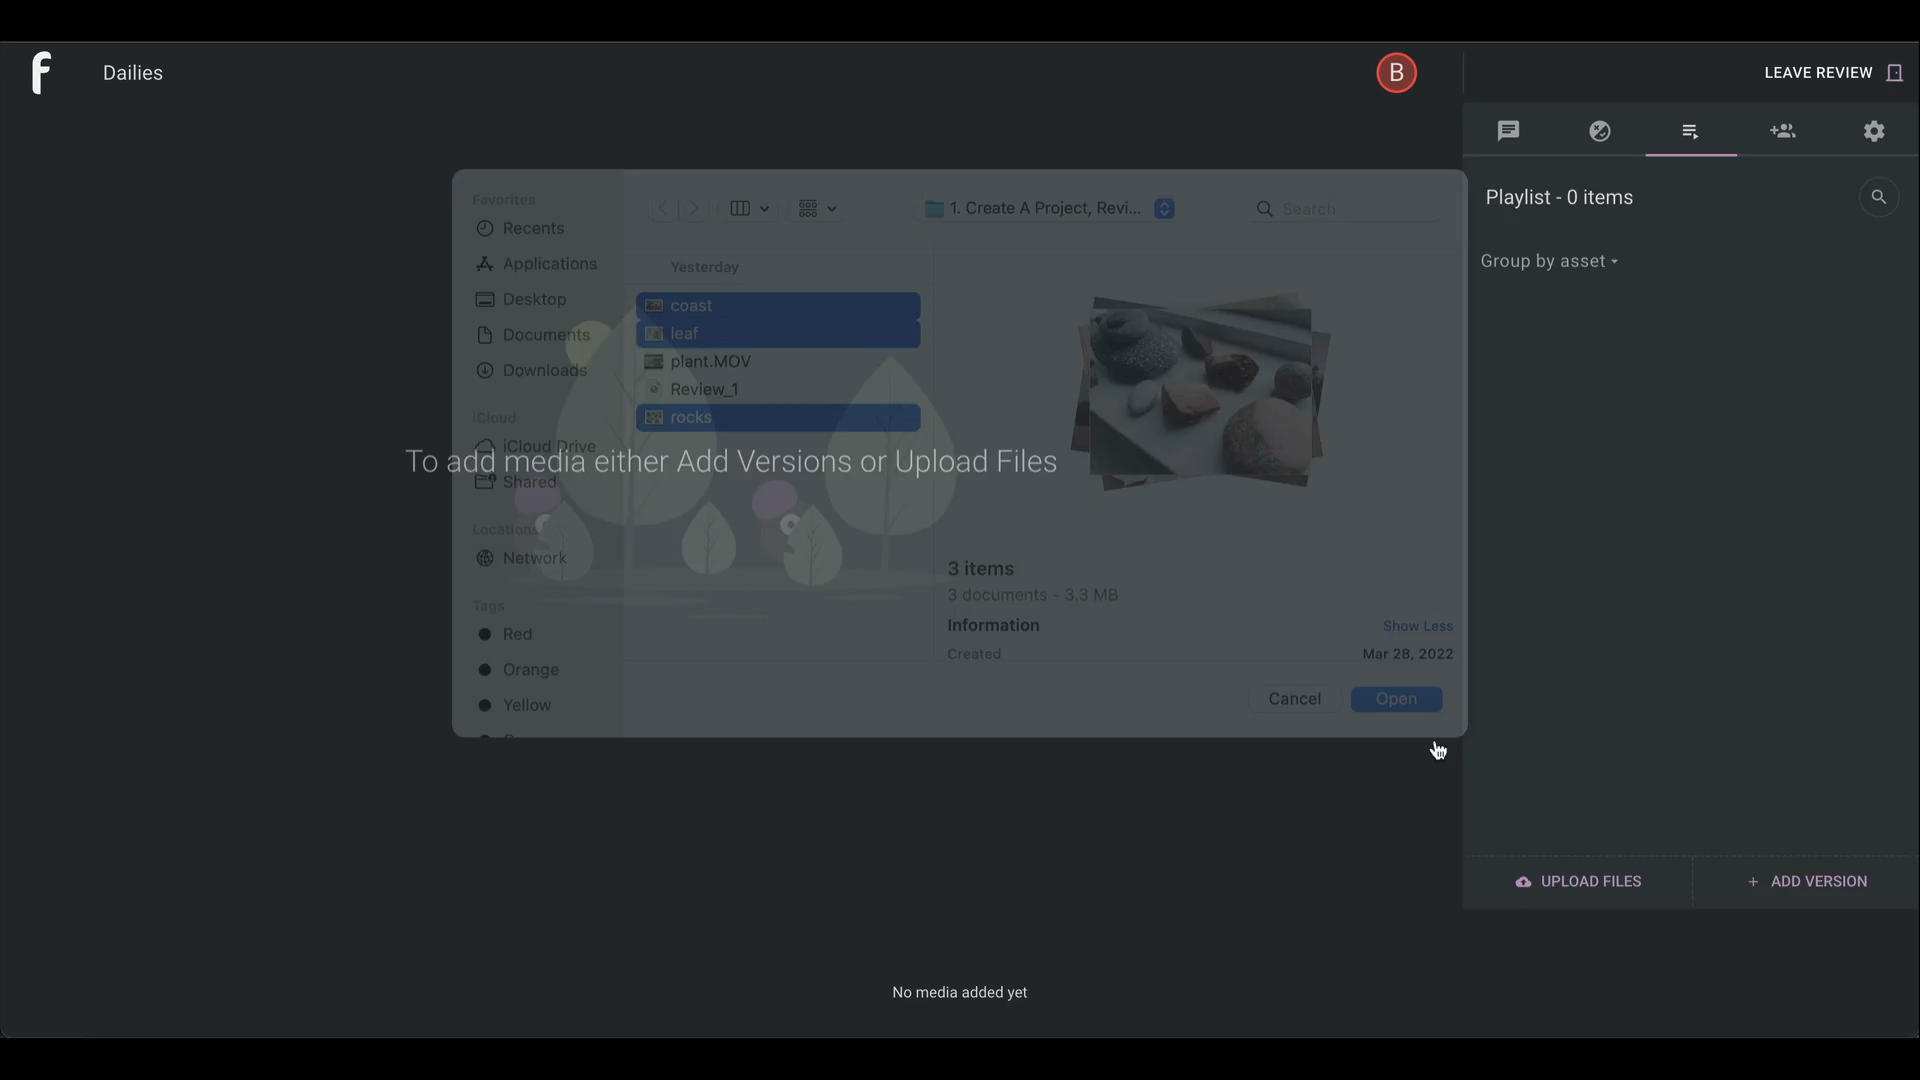 Dailies
B
LEAVE REVIEW
Playlist - 0 items
Group by asset
Favorites
Recents
Applications
Desktop
Documents
Downloads
iCloud
iCloud Drive
Shared
Locations
Network
Tags
Red
Orange
Yellow
1. Create A Project, Revi...
Search
Yesterday
coast
leaf
plant.MOV
Review_1
rocks
To add media either Add Versions or Upload Files
3 items
3 documents - 3.3 MB
Information
Show Less
Created
Mar 28, 2022
Cancel
Open
UPLOAD FILES
+ ADD VERSION
No media added yet